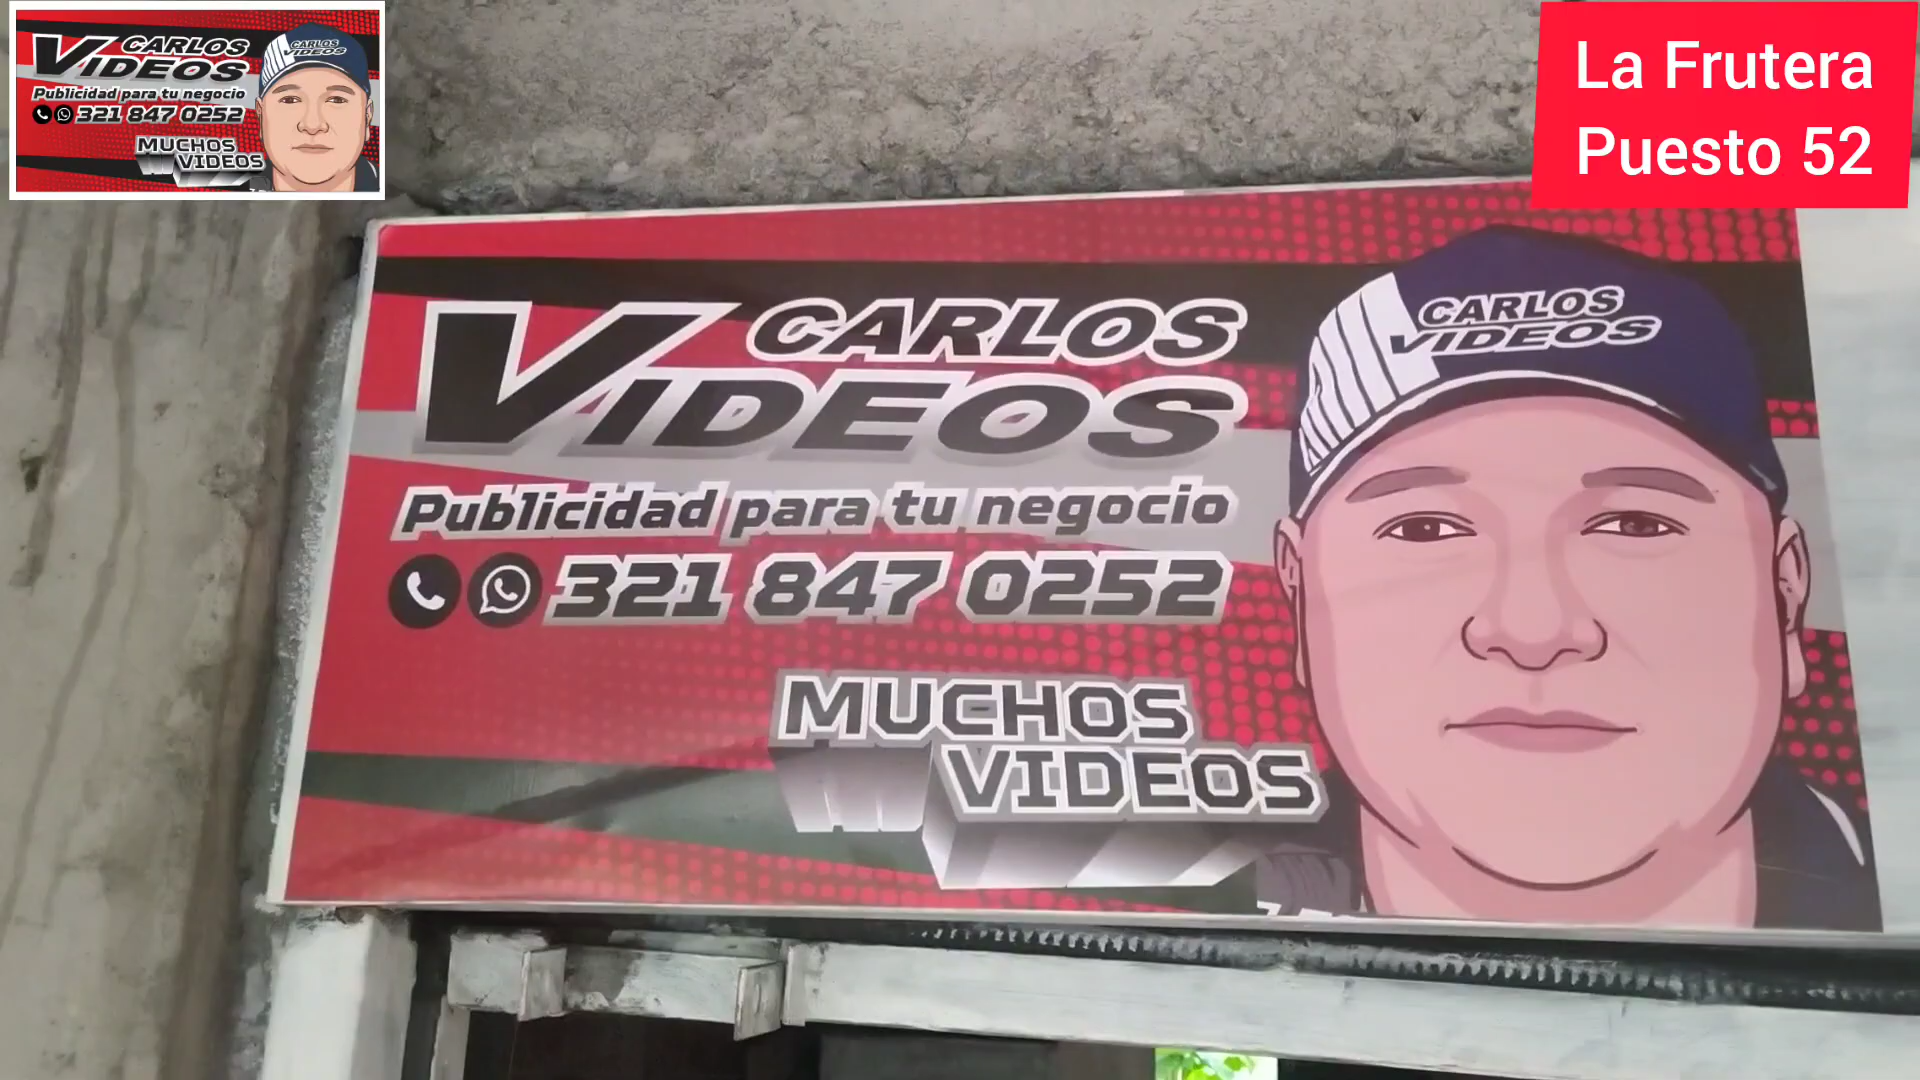 CARLOS
VIDEOS
CARLOS
VIDEOS
Publicidad para tu negocio
321 847 0252
MUCHOS
VIDEOS
La Frutera
Puesto 52
CARLOS
VIDEOS
CARLOS
VIDEOS
Publicidad para tu negocio
321 847 0252
MUCHOS
VIDEOS